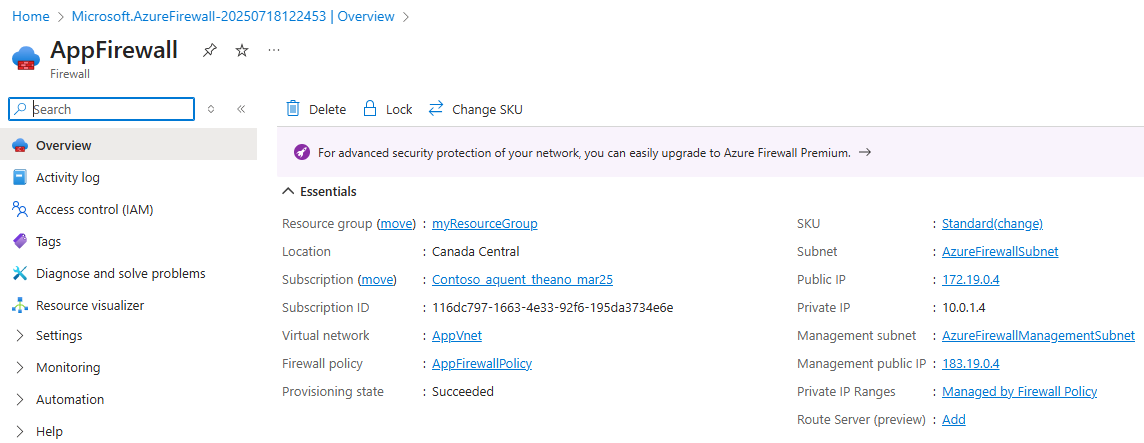 Home > Microsoft.AzureFirewall-20250718122453 | Overview >
AppFirewall
Firewall
Search
Overview
Activity log
Access control (IAM)
Tags
Diagnose and solve problems
Resource visualizer
Settings
Monitoring
Automation
Help
Delete Lock Change SKU
For advanced security protection of your network, you can easily upgrade to Azure Firewall Premium. →
Essentials
Resource group (move) : myResourceGroup
Location : Canada Central
Subscription (move) : Contoso_aquent_theano_mar25
Subscription ID : 116dc797-1663-4e33-92f6-195da3734e6e
Virtual network : AppVnet
Firewall policy : AppFirewallPolicy
Provisioning state : Succeeded
SKU : Standard(change)
Subnet : AzureFirewallSubnet
Public IP : 172.19.0.4
Private IP : 10.0.1.4
Management subnet : AzureFirewallManagementSubnet
Management public IP : 183.19.0.4
Private IP Ranges : Managed by Firewall Policy
Route Server (preview) : Add